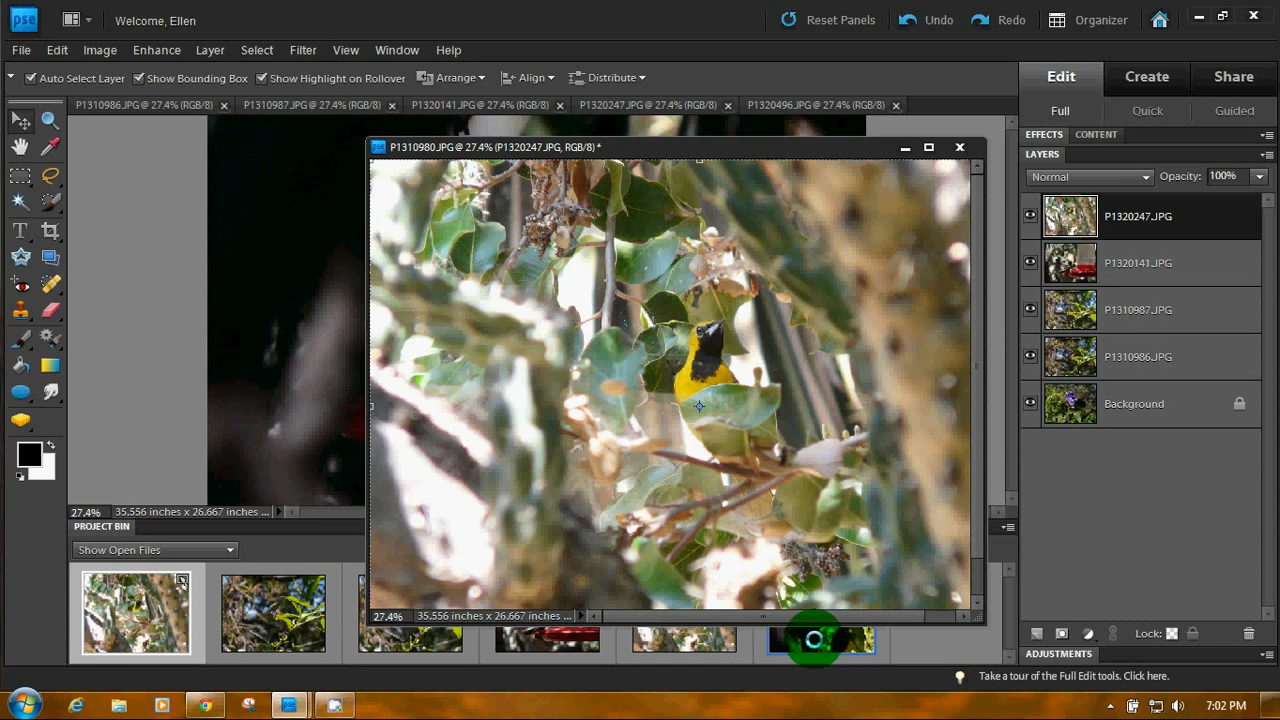 pse Welcome, Ellen Reset Panels Undo Redo Organizer
File Edit Image Enhance Layer Select Filter View Window Help
Auto Select Layer Show Bounding Box Show Highlight on Rollover Arrange Align Distribute
Edit Create Share
P1310986.JPG @ 27.4% (RGB/8) P1310987.JPG @ 27.4% (RGB/8) P1320141.JPG @ 27.4% (RGB/8) P1320247.JPG @ 27.4% (RGB/8) P1320496.JPG @ 27.4% (RGB/8)
Full Quick Guided
EFFECTS CONTENT
P1310980.JPG @ 27.4% (P1320247.JPG, RGB/8) *
LAYERS
Normal Opacity: 100%
P1320247.JPG
P1320141.JPG
P1310987.JPG
P1310986.JPG
Background
T
27.4% 35.556 inches x 26.667 inches ...
PROJECT BIN
Show Open Files
27.4% 35.556 inches x 26.667 inches ...
Lock:
ADJUSTMENTS
Take a tour of the Full Edit tools. Click here.
pse 7:02 PM